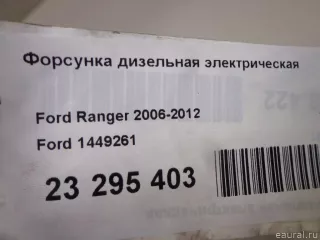 Форсунка дизельная электрическая
Ford Ranger 2006-2012
Ford 1449261
23 295 403
eaural.ru